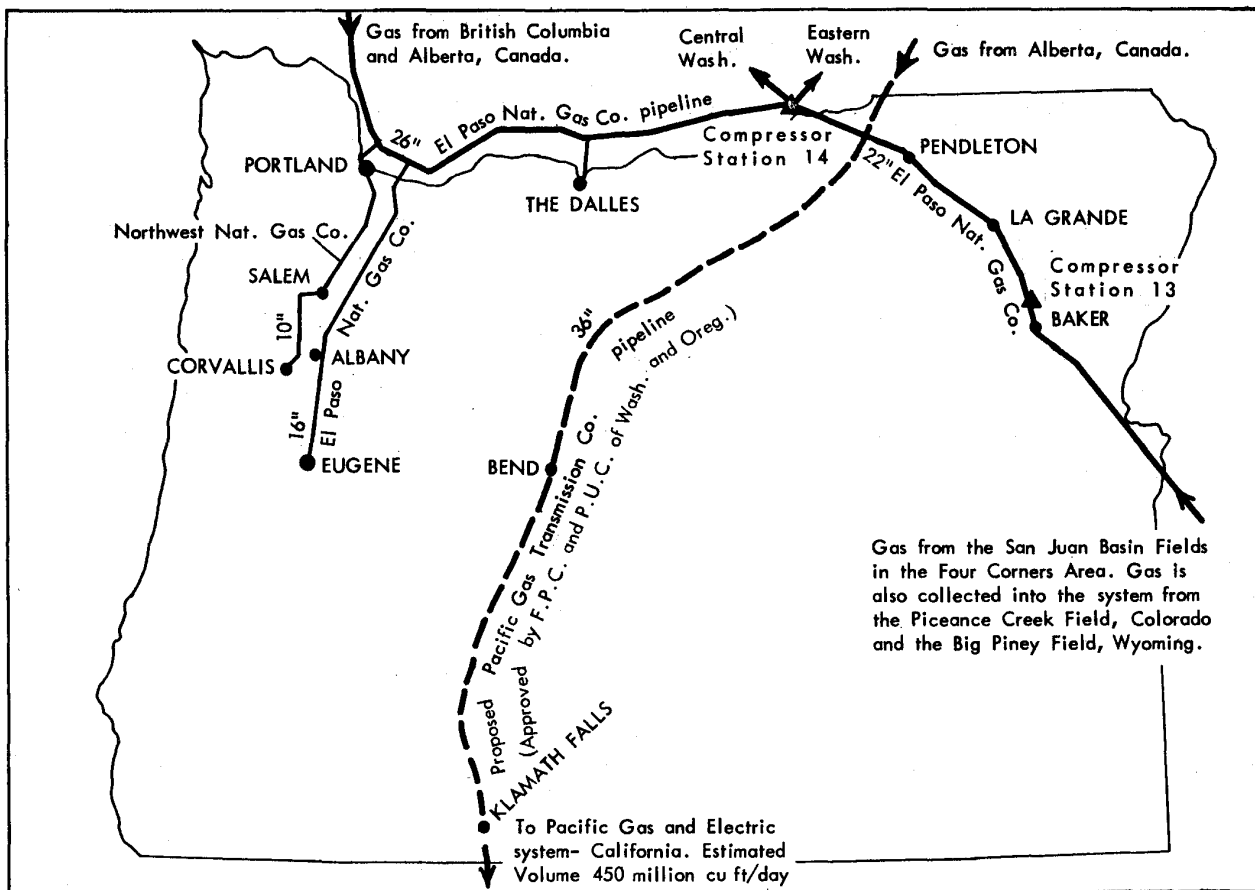 Gas from British Columbia
and Alberta, Canada.
Central
Wash.
Eastern
Wash.
Gas from Alberta, Canada.
26"
El Paso Nat. Gas Co. pipeline
Compressor
Station 14
PORTLAND
THE DALLES
PENDLETON
22" El Paso Nat. Gas Co.
LA GRANDE
Northwest Nat. Gas Co.
SALEM
Compressor
Station 13
BAKER
10"
CORVALLIS
ALBANY
16"
El Paso Nat. Gas Co.
EUGENE
36"
BEND
Proposed Pacific Gas Transmission Co. pipeline
(Approved by F.P.C. and P.U.C. of Wash. and Oreg.)
Gas from the San Juan Basin Fields
in the Four Corners Area. Gas is
also collected into the system from
the Piceance Creek Field, Colorado
and the Big Piney Field, Wyoming.
KLAMATH FALLS
To Pacific Gas and Electric
system- California. Estimated
Volume 450 million cu ft/day